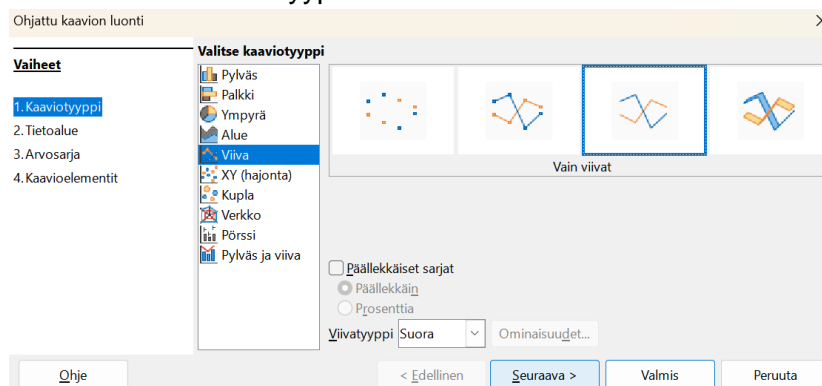 Ohjattu kaavion luonti
Vaiheet
1.Kaaviotyyppi
2.Tietoalue
3.Arvosarja
4.Kaavioelementit
Valitse kaaviotyyppi
Pylväs
Palkki
Ympyrä
Alue
Viiva
XY (hajonta)
Kupla
Verkko
Pörssi
Pylväs ja viiva
Vain viivat
Päällekkäiset sarjat
Päällekkäin
Prosenttia
Viivatyyppi Suora Ominaisuudet...
Ohje < Edellinen Seuraava > Valmis Peruuta